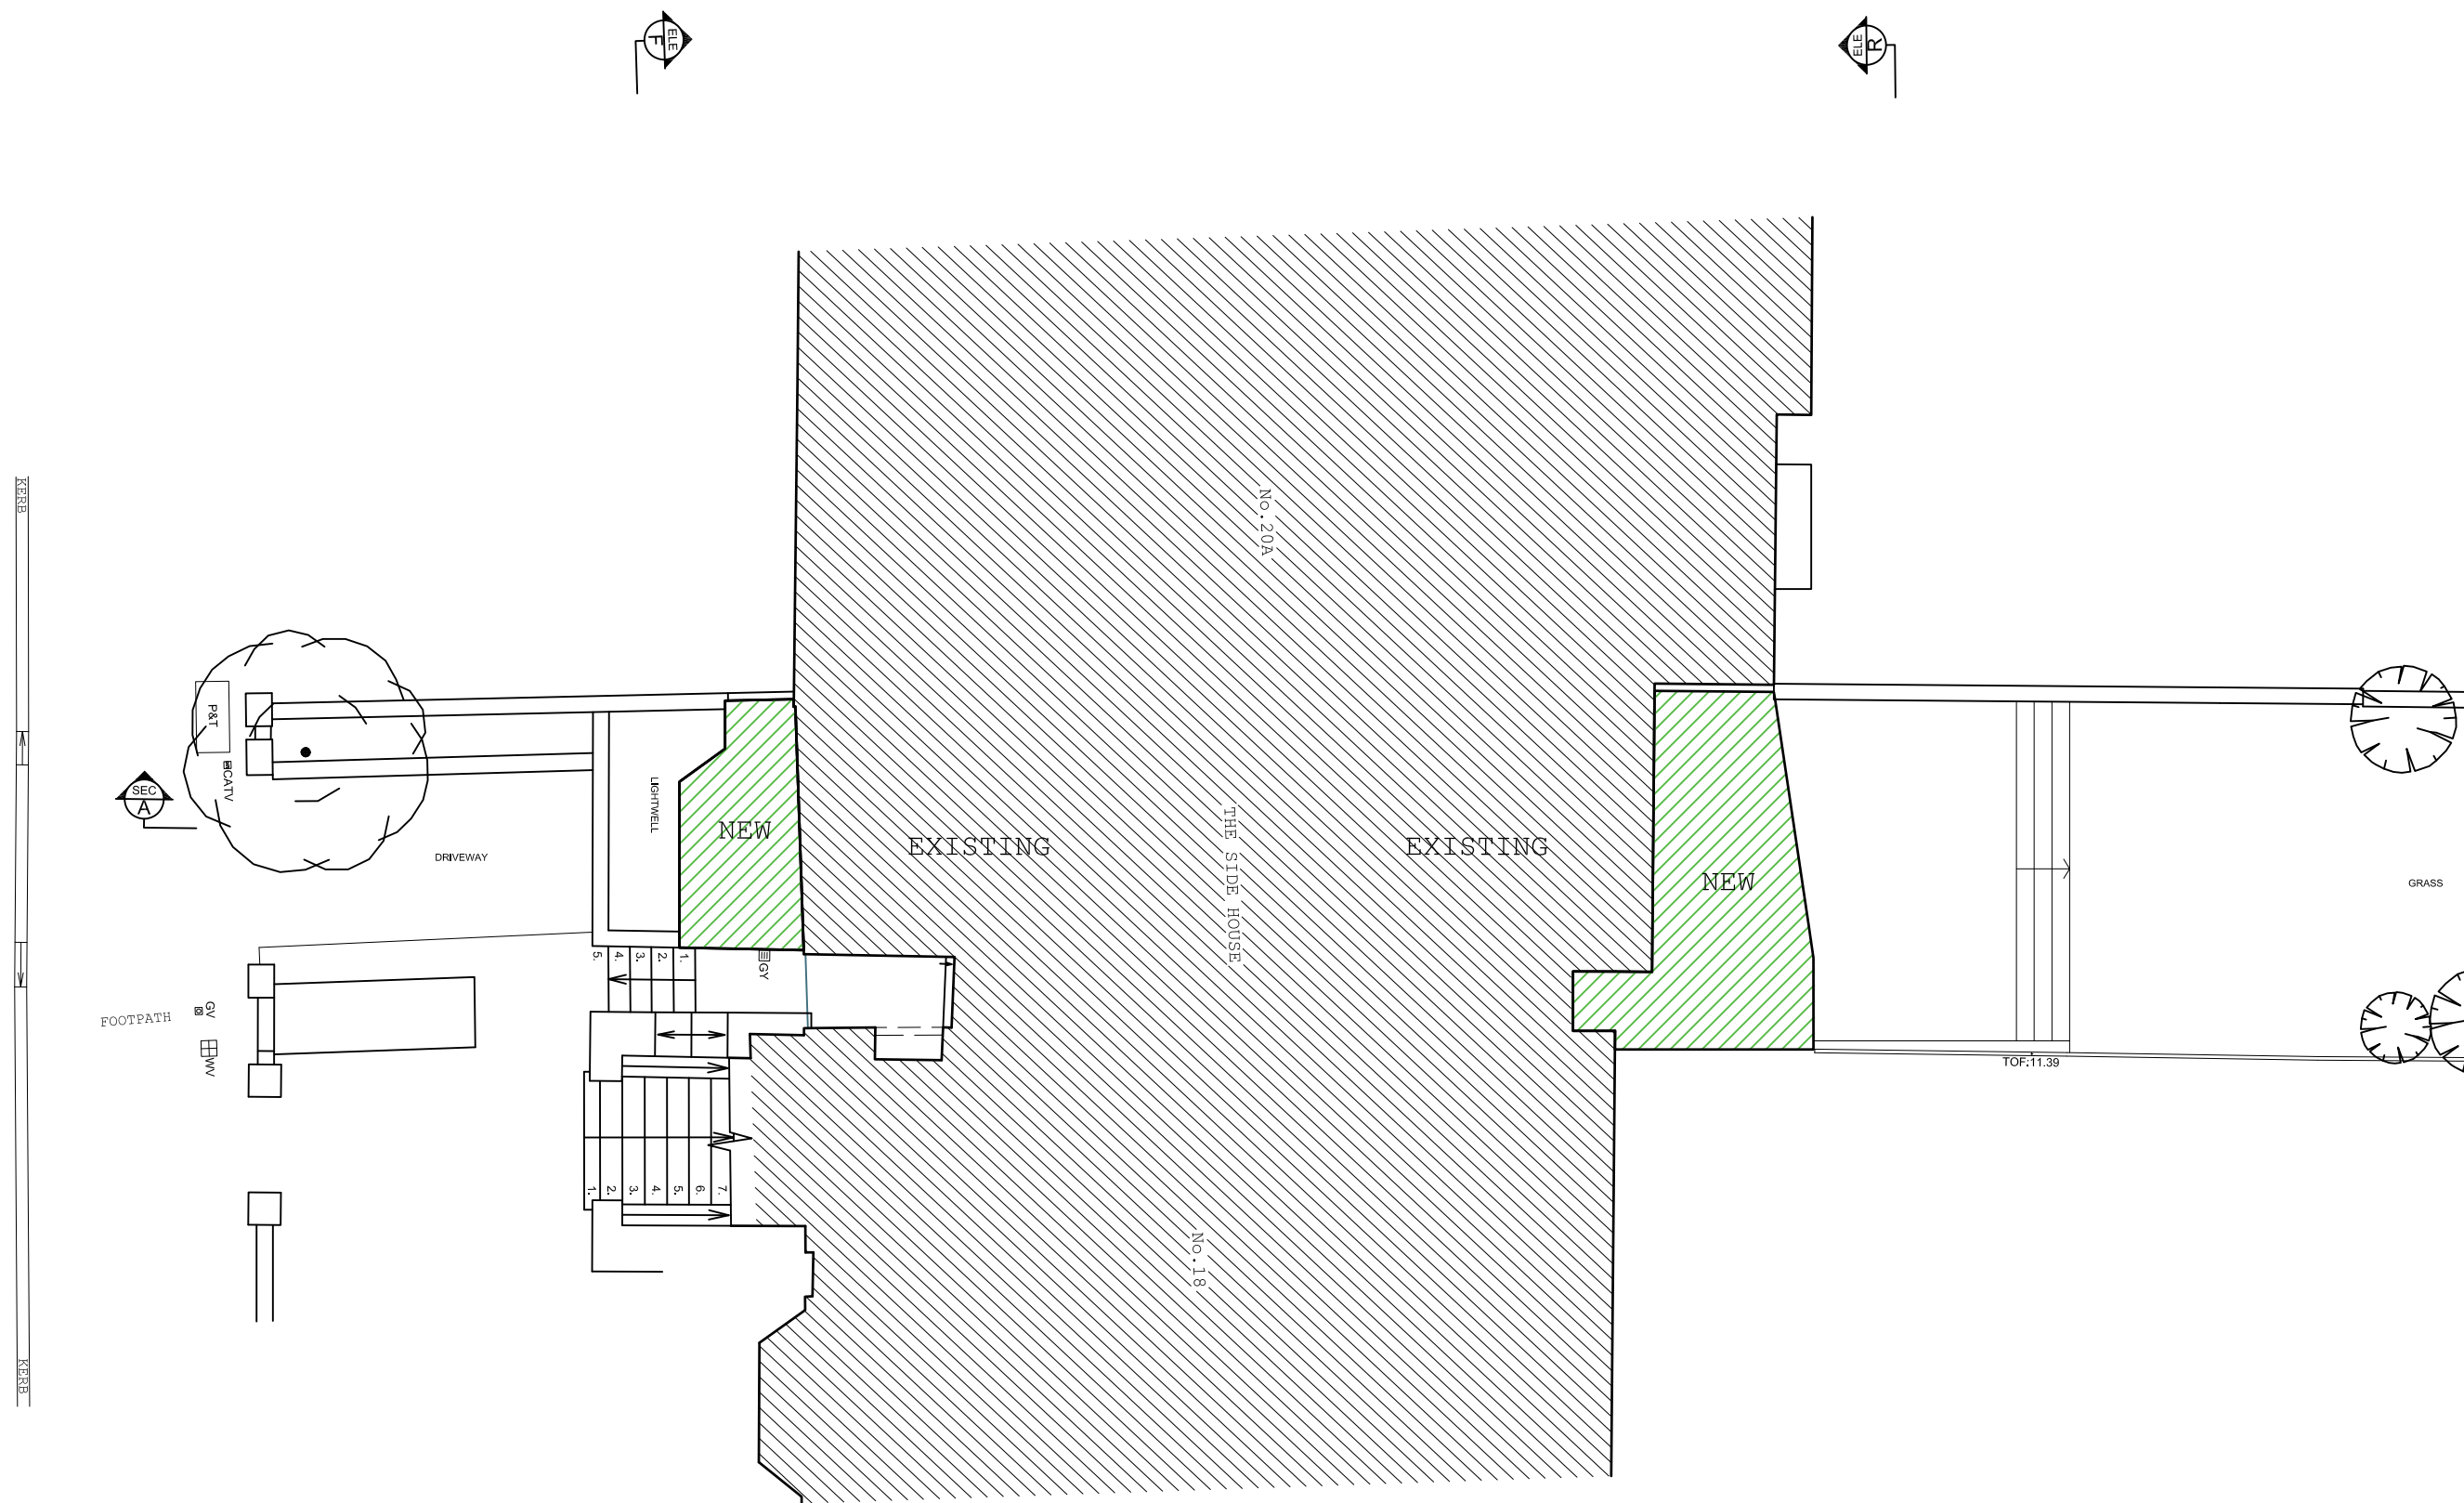 ELE
F
ELE
R
KERB
No.20A
P&T
CATV
SEC
A
LIGHTWELL
NEW
EXISTING
THE SIDE HOUSE
EXISTING
NEW
DRIVEWAY
GRASS
5. 4. 3. 2. 1.
GY
GV
FOOTPATH
WV
TOF:11.39
1. 2. 3. 4. 5. 6. 7.
No.18
KERB